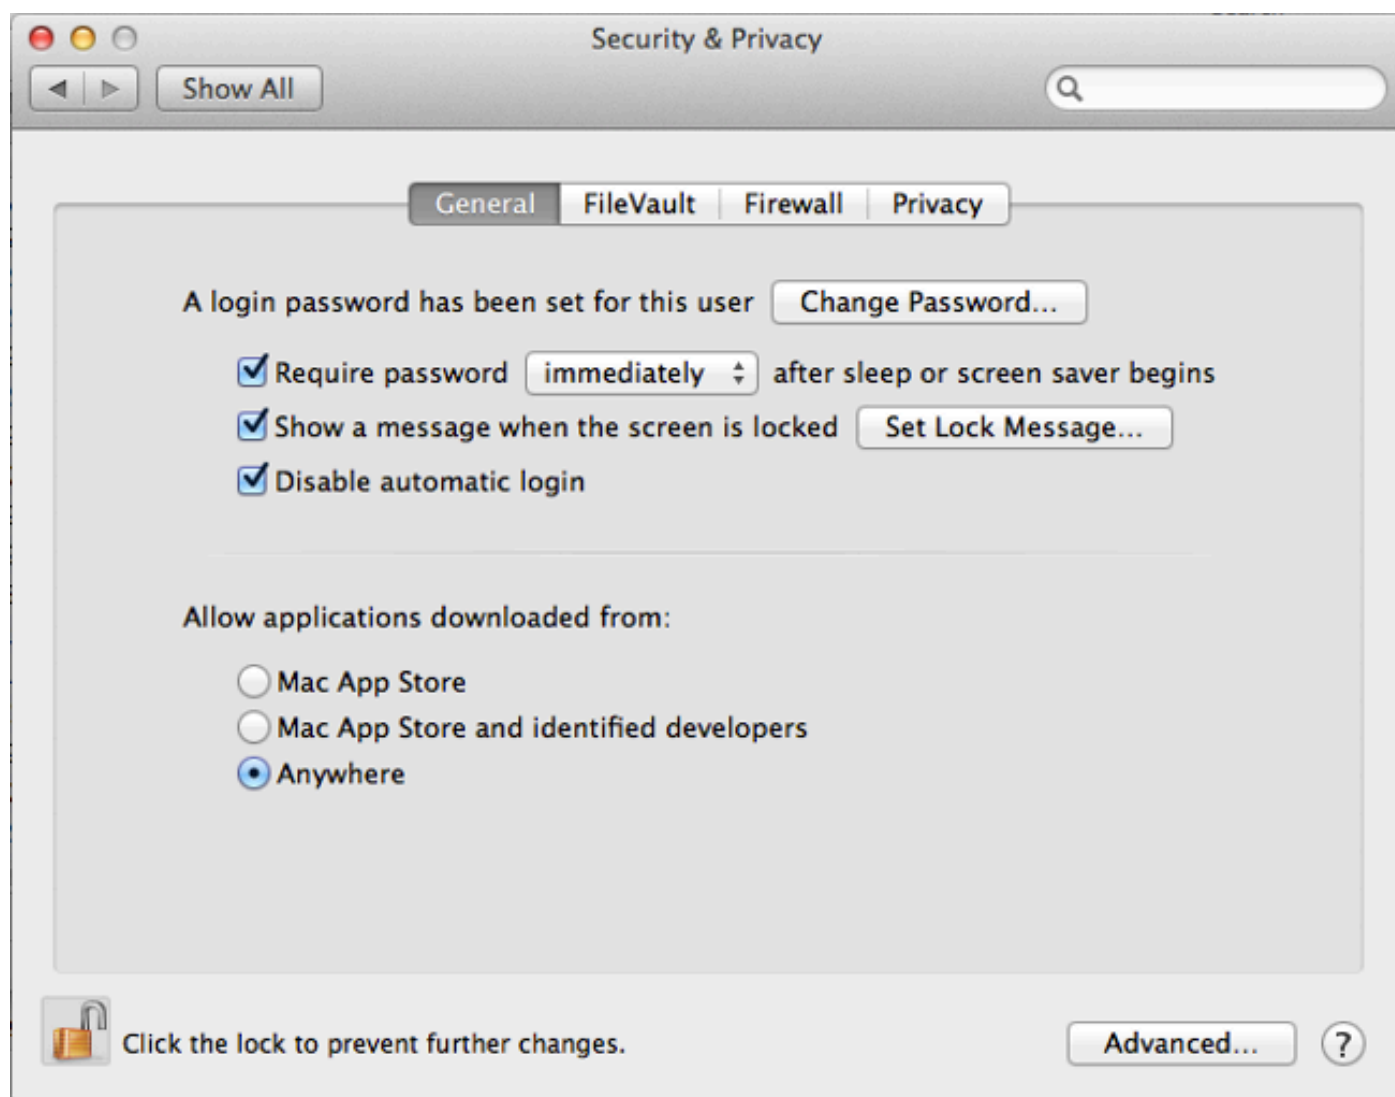 Security & Privacy
Show All
General FileVault Firewall Privacy
A login password has been set for this user Change Password...
Require password immediately after sleep or screen saver begins
Show a message when the screen is locked Set Lock Message...
Disable automatic login
Allow applications downloaded from:
Mac App Store
Mac App Store and identified developers
Anywhere
Click the lock to prevent further changes. Advanced... ?